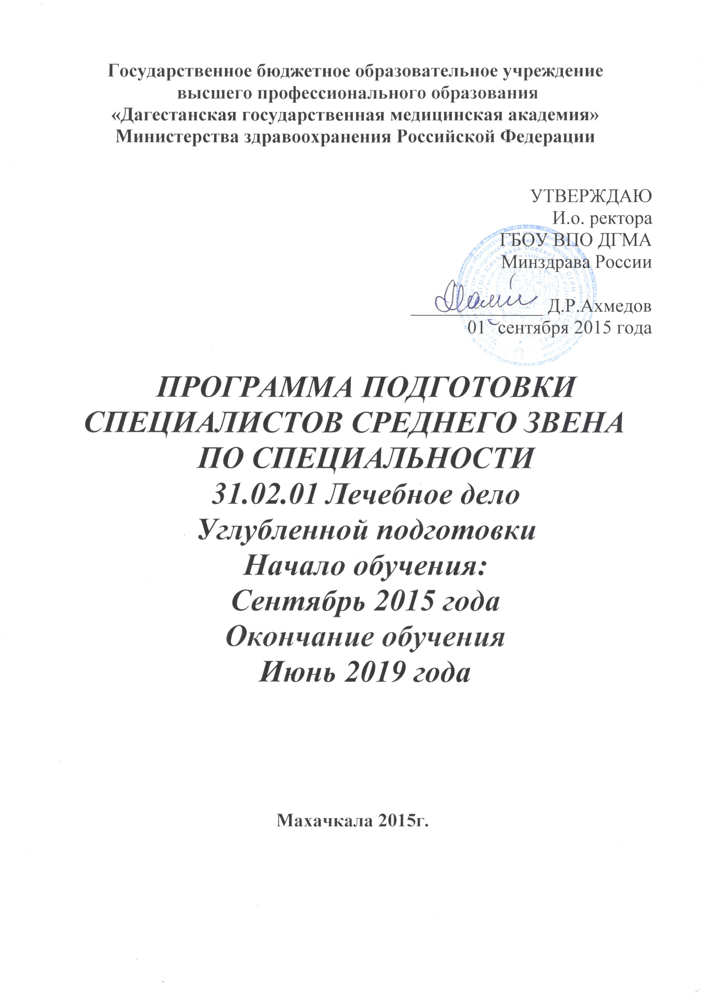 Государственное бюджетное образовательное учреждение
высшего профессионального образования
«Дагестанская государственная медицинская академия»
Министерства здравоохранения Российской Федерации
УТВЕРЖДАЮ
И.о. ректора
ГБОУ ВПО ДГМА
Минздрава России
Д.Р.Ахмедов
01 сентября 2015 года
ПРОГРАММА ПОДГОТОВКИ
СПЕЦИАЛИСТОВ СРЕДНЕГО ЗВЕНА
ПО СПЕЦИАЛЬНОСТИ
31.02.01 Лечебное дело
Углубленной подготовки
Начало обучения:
Сентябрь 2015 года
Окончание обучения
Июнь 2019 года
Махачкала 2015г.